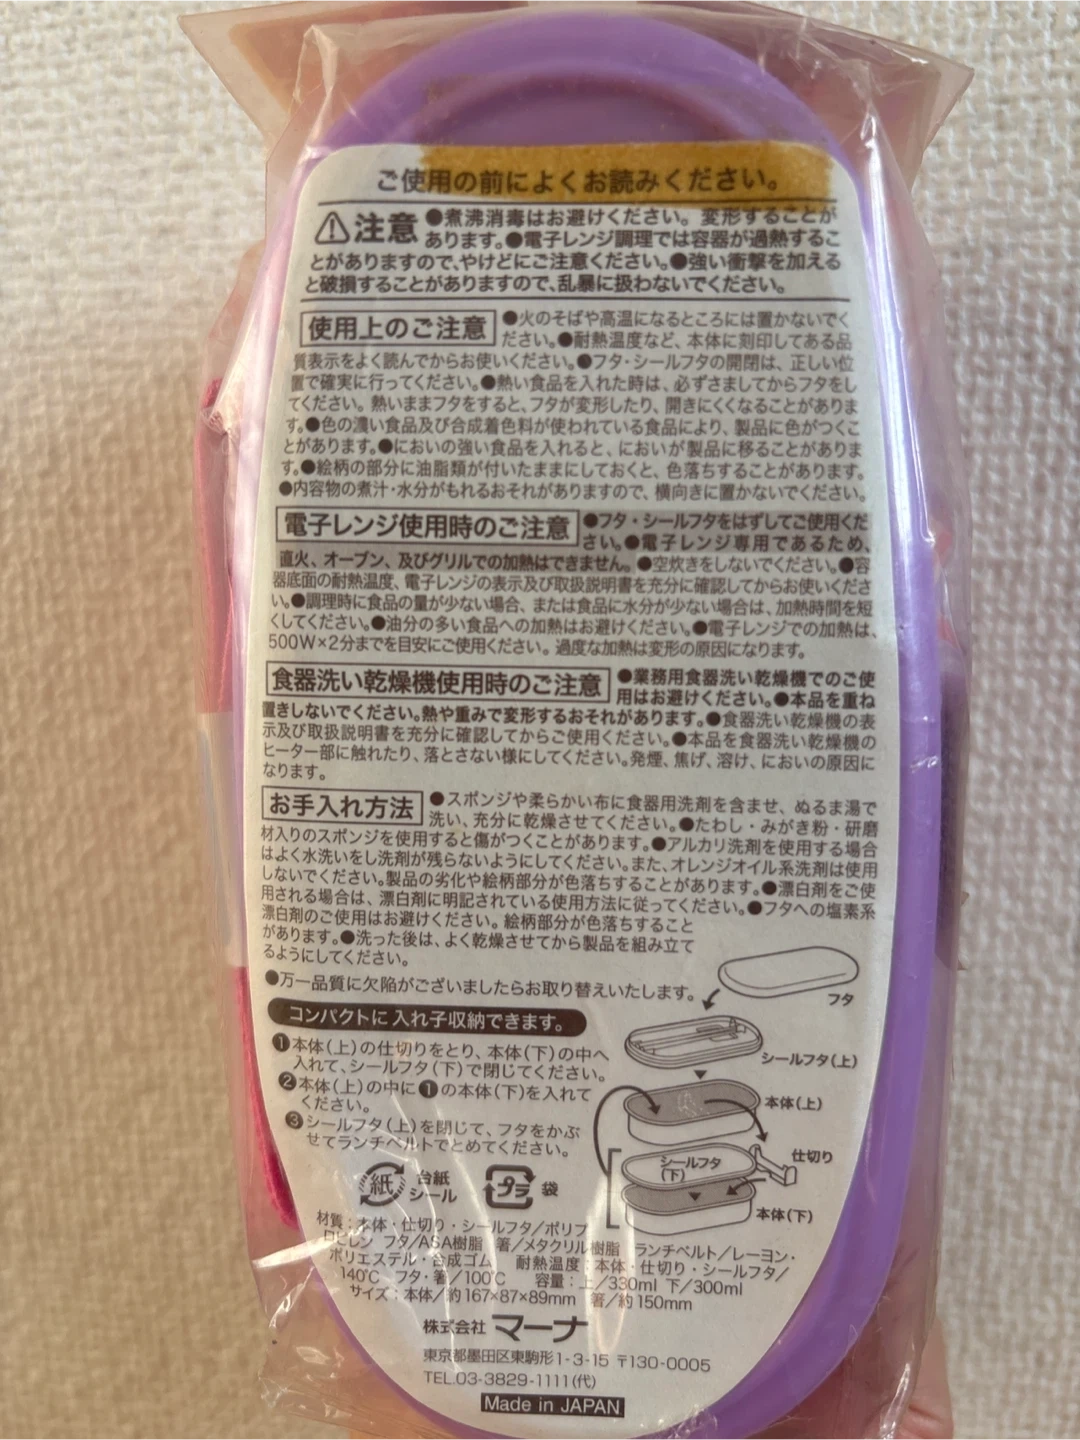 ご使用の前によくお読みください。
注意 ●煮沸消毒はお避けください。変形することが
あります。●電子レンジ調理では容器が過熱するこ
とがありますので、やけどにご注意ください。●強い衝撃を加える
と破損することがありますので、乱暴に扱わないでください。
使用上のご注意 ●火のそばや高温になるところには置かないでく
ださい。●耐熱温度など、本体に刻印してある品
質表示をよく読んでからお使いください。●フタ・シールフタの開閉は、正しい位
置で確実に行ってください。●熱い食品を入れた時は、必ずさましてからフタをし
てください。熱いままフタをすると、フタが変形したり、開きにくくなることがありま
す。●色の濃い食品及び合成着色料が使われている食品により、製品に色がつくこ
とがあります。●においの強い食品を入れると、においが製品に移ることがありま
す。●絵柄の部分に油脂類が付いたままにしておくと、色落ちすることがあります。
●内容物の煮汁・水分がもれるおそれがありますので、横向きに置かないでください。
電子レンジ使用時のご注意 ●フタ・シールフタをはずしてご使用くだ
さい。●電子レンジ専用であるため、
直火、オーブン、及びグリルでの加熱はできません。●空炊きをしないでください。●容
器底面の耐熱温度、電子レンジの表示及び取扱説明書を充分に確認してからお使いくださ
い。●調理時に食品の量が少ない場合、または食品に水分が少ない場合は、加熱時間を短
くしてください。●油分の多い食品への加熱はお避けください。●電子レンジでの加熱は、
500W×2分までを目安にご使用ください。過度な加熱は変形の原因になります。
食器洗い乾燥機使用時のご注意 ●業務用食器洗い乾燥機でのご使
用はお避けください。●本品を重ね
置きしないでください。熱や重みで変形するおそれがあります。●食器洗い乾燥機の表
示及び取扱説明書を充分に確認してからご使用ください。●本品を食器洗い乾燥機の
ヒーター部に触れたり、落とさない様にしてください。発煙、焦げ、溶け、においの原因に
なります。
お手入れ方法 ●スポンジや柔らかい布に食器用洗剤を含ませ、ぬるま湯で
洗い、充分に乾燥させてください。●たわし・みがき粉・研磨
材入りのスポンジを使用すると傷がつくことがあります。●アルカリ洗剤を使用する場合
はよく水洗いをし洗剤が残らないようにしてください。また、オレンジオイル系洗剤は使用
しないでください。製品の劣化や絵柄部分が色落ちすることがあります。●漂白剤をご使
用される場合は、漂白剤に明記されている使用方法に従ってください。●フタへの塩素系
漂白剤のご使用はお避けください。絵柄部分が色落ちすること
があります。●洗った後は、よく乾燥させてから製品を組み立て
るようにしてください。
●万一品質に欠陥がございましたらお取り替えいたします。
コンパクトに入れ子収納できます。
❶本体(上)の仕切りをとり、本体(下)の中へ
入れて、シールフタ(下)で閉じてください。
❷本体(上)の中に❶の本体(下)を入れて
ください。
❸シールフタ(上)を閉じて、フタをかぶ
せてランチベルトでとめてください。
フタ
シールフタ(上)
本体(上)
仕切り
シールフタ
(下)
本体(下)
紙 台紙
シール
プラ 袋
材質：本体・仕切り・シールフタ/ポリプ
ロピレン フタ/ASA樹脂 箸/メタクリル樹脂 ランチベルト/レーヨン・
ポリエステル・合成ゴム 耐熱温度：本体・仕切り・シールフタ/
140℃ フタ・箸/100℃ 容量：上/330ml 下/300ml
サイズ：本体/約167×87×89mm 箸/約150mm
株式会社 マーナ
東京都墨田区東駒形1-3-15 〒130-0005
TEL.03-3829-1111(代)
Made in JAPAN